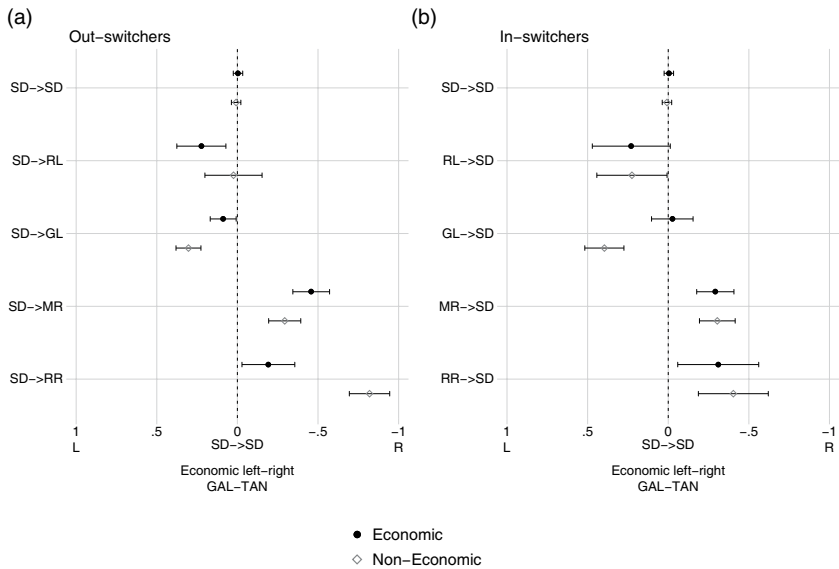 (a)
Out−switchers
SD−>SD
SD−>RL
SD−>GL
SD−>MR
SD−>RR
1
.5
0
−.5
−1
L
SD−>SD
R
Economic left−right
GAL−TAN
(b)
In−switchers
SD−>SD
RL−>SD
GL−>SD
MR−>SD
RR−>SD
1
.5
0
−.5
−1
L
SD−>SD
R
Economic left−right
GAL−TAN
Economic
Non−Economic